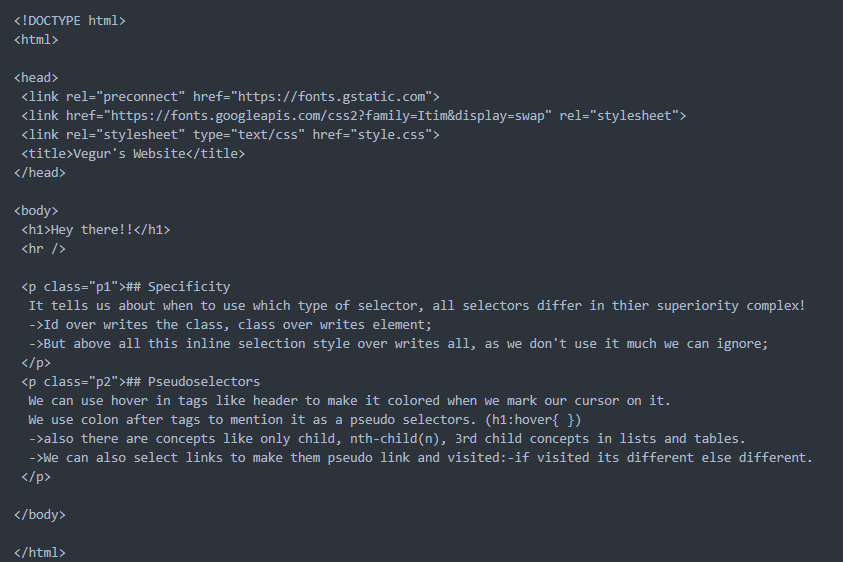 <!DOCTYPE html>
<html>
<head>
<link rel="preconnect" href="https://fonts.gstatic.com">
<link href="https://fonts.googleapis.com/css2?family=Itim&display=swap" rel="stylesheet">
<link rel="stylesheet" type="text/css" href="style.css">
<title>Vegur's Website</title>
</head>
<body>
<h1>Hey there!!</h1>
<hr />
<p class="p1">## Specificity
It tells us about when to use which type of selector, all selectors differ in thier superiority complex!
->Id over writes the class, class over writes element;
->But above all this inline selection style over writes all, as we don't use it much we can ignore;
</p>
<p class="p2">## Pseudoselectors
We can use hover in tags like header to make it colored when we mark our cursor on it.
We use colon after tags to mention it as a pseudo selectors. (h1:hover{ })
->also there are concepts like only child, nth-child(n), 3rd child concepts in lists and tables.
->We can also select links to make them pseudo link and visited:-if visited its different else different.
</p>
</body>
</html>